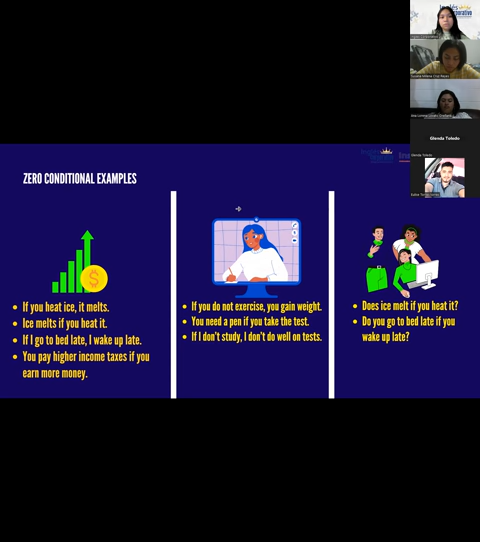 Inglés
corporativo
Glenda Toledo
Glenda Toledo
ZERO CONDITIONAL EXAMPLES
If you heat ice, it melts.
Ice melts if you heat it.
If I go to bed late, I wake up late.
You pay higher income taxes if you
earn more money.
If you do not exercise, you gain weight.
You need a pen if you take the test.
If I don't study, I don't do well on tests.
Does ice melt if you heat it?
Do you go to bed late if you
wake up late?